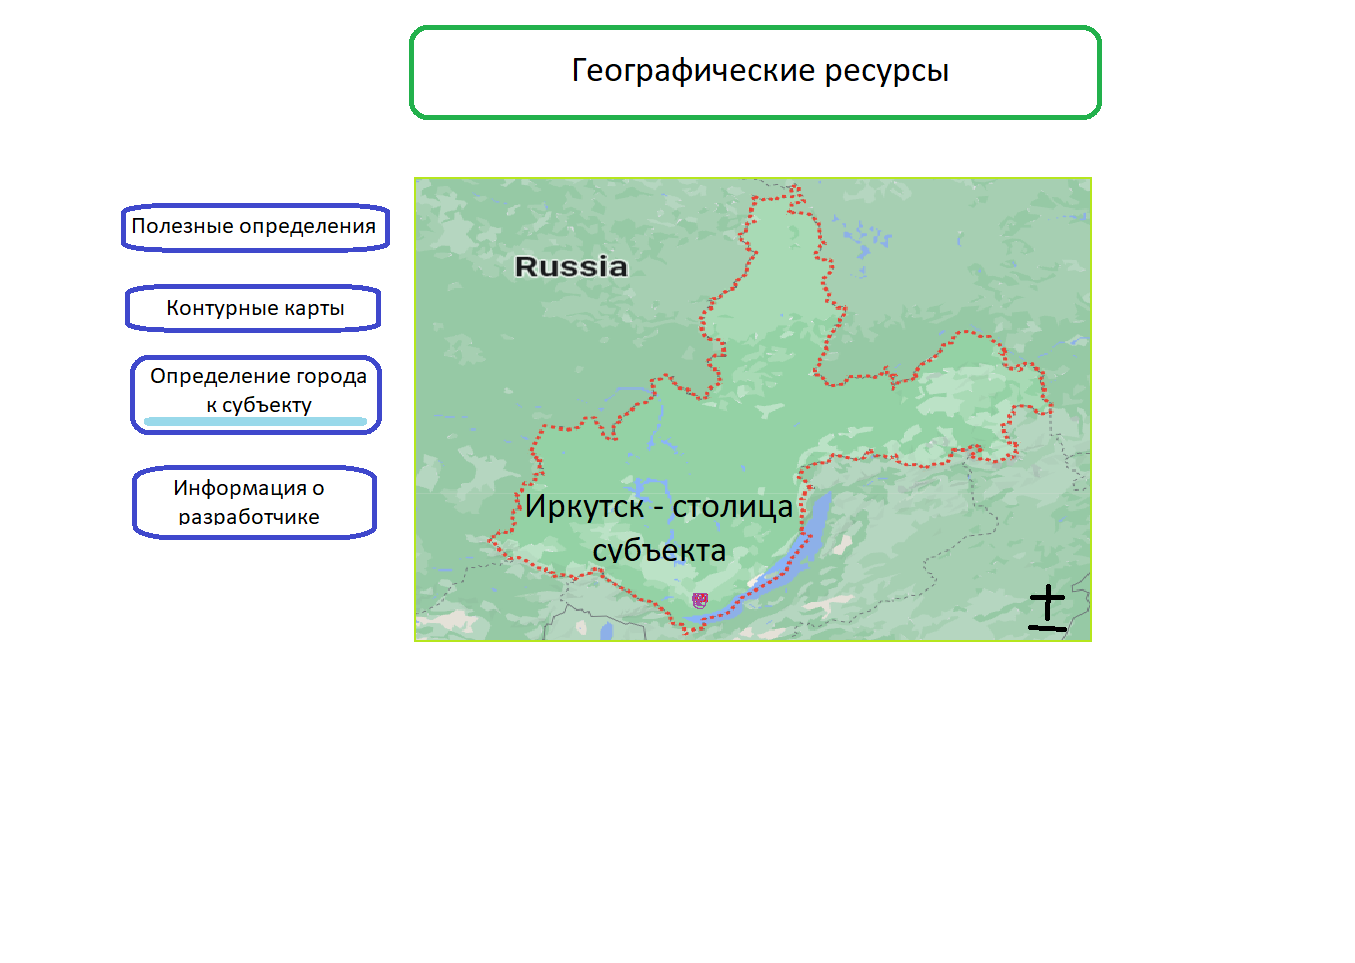 Географические ресурсы
Полезные определения
Контурные карты
Определение города
к субъекту
Информация о
разработчике
Russia
Иркутск - столица
субъекта
+
–